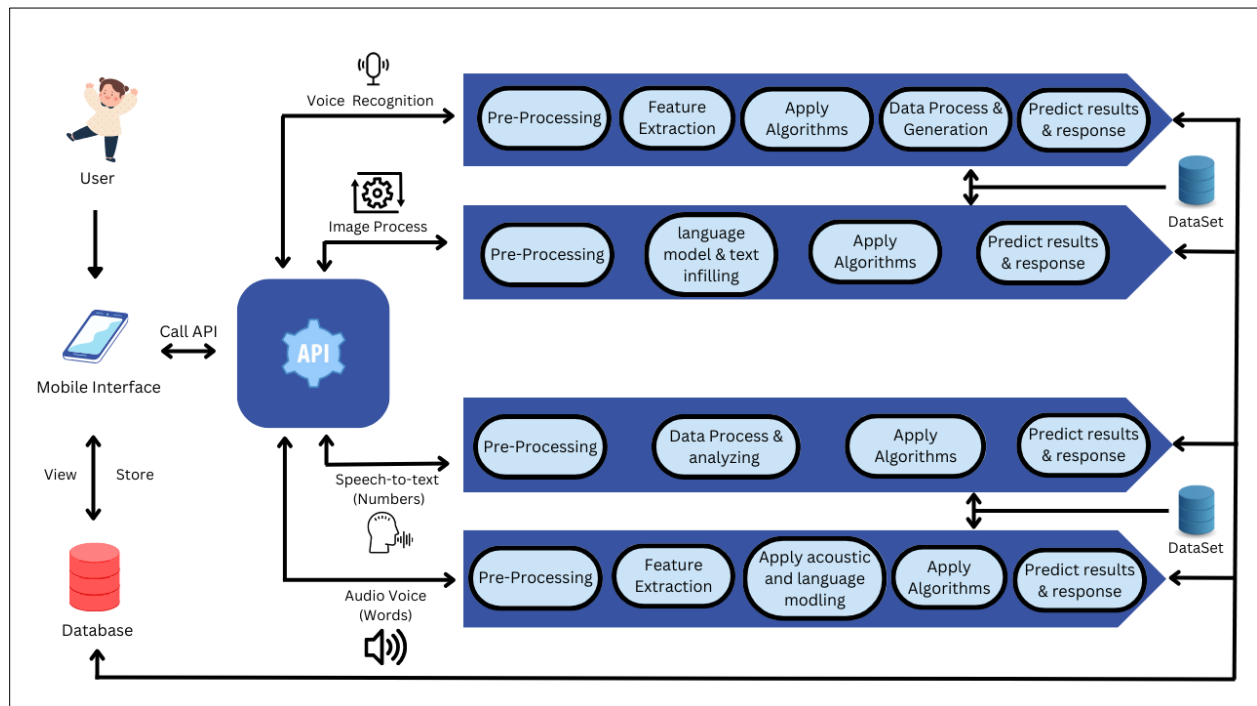 Voice Recognition
Pre-Processing
Feature
Extraction
Apply
Algorithms
Data Process &
Generation
Predict results
& response
User
DataSet
Image Process
Pre-Processing
language
model & text
infilling
Apply
Algorithms
Predict results
& response
Call API
API
Mobile Interface
Pre-Processing
Data Process &
analyzing
Apply
Algorithms
Predict results
& response
View
Store
Speech-to-text
(Numbers)
DataSet
Pre-Processing
Feature
Extraction
Apply acoustic
and language
modling
Apply
Algorithms
Predict results
& response
Audio Voice
(Words)
Database